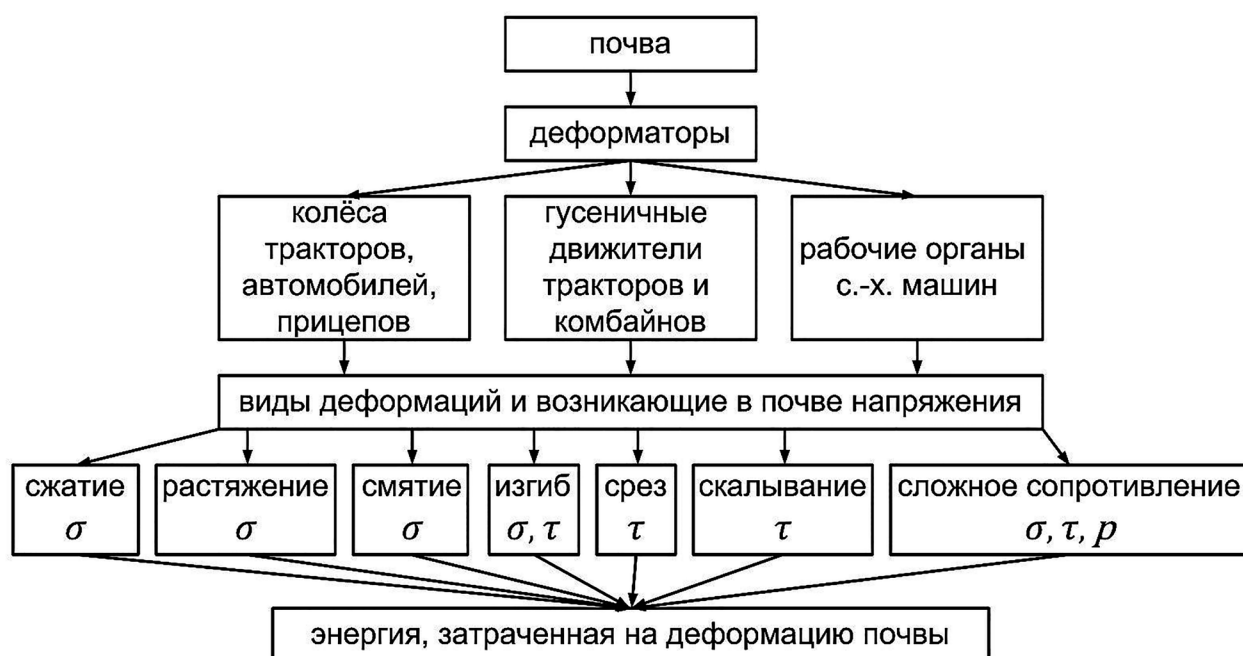 почва
деформаторы
колёса
тракторов,
автомобилей,
прицепов
гусеничные
движители
тракторов и
комбайнов
рабочие органы
с.-х. машин
виды деформаций и возникающие в почве напряжения
сжатие
σ
растяжение
σ
смятие
σ
изгиб
σ, τ
срез
τ
скалывание
τ
сложное сопротивление
σ, τ, p
энергия, затраченная на деформацию почвы